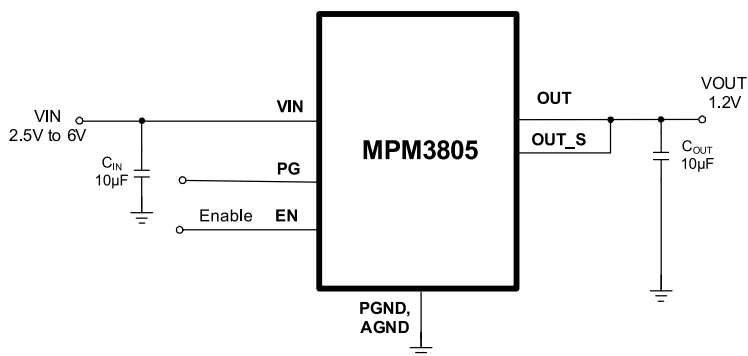 VIN
2.5V to 6V
CIN
10µF
VIN
PG
Enable EN
MPM3805
PGND,
AGND
OUT
OUT_S
VOUT
1.2V
COUT
10µF